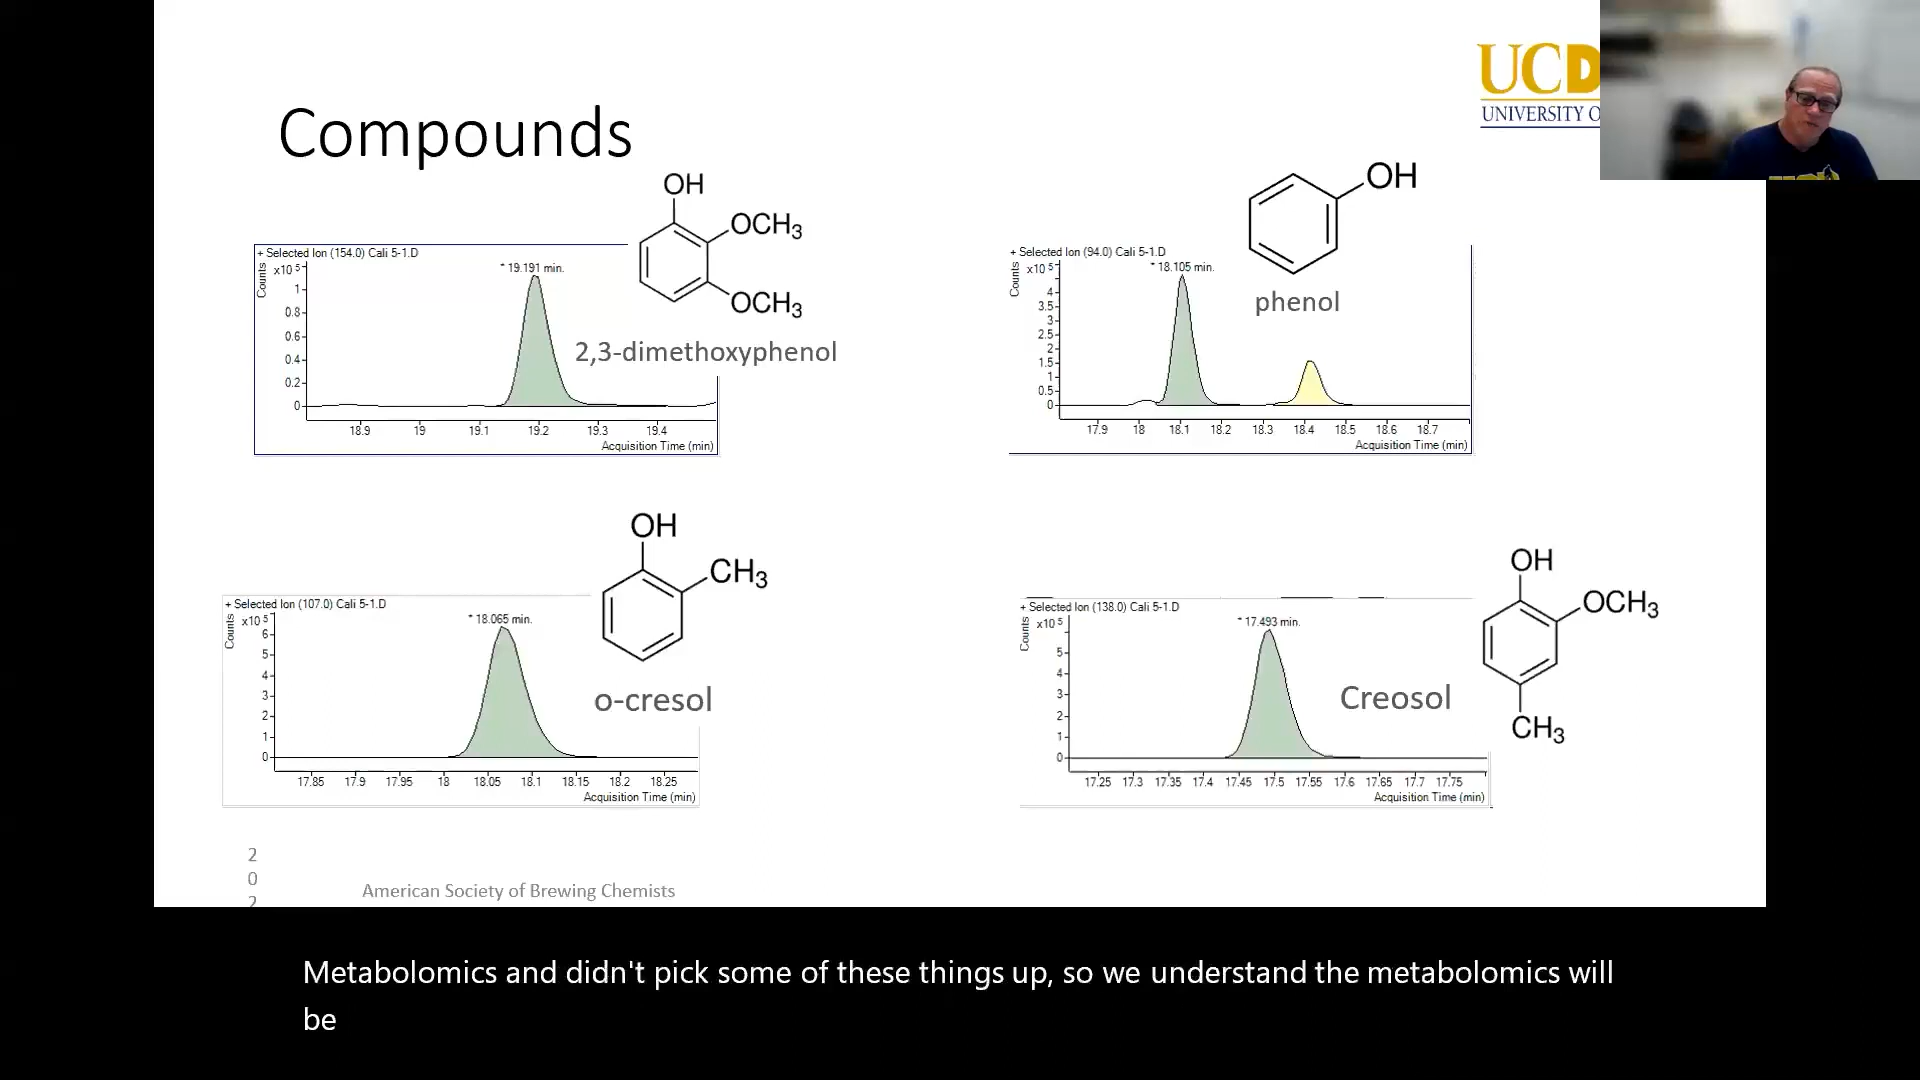 Compounds
UCD
UNIVERSITY O
OH
OCH3
OCH3
2,3-dimethoxyphenol
+ Selected Ion (154.0) Cali 5-1.D
Counts
x10 5
* 19.191 min.
1
0.8
0.6
0.4
0.2
0
18.9 19 19.1 19.2 19.3 19.4
Acquisition Time (min)
OH
phenol
+ Selected Ion (94.0) Cali 5-1.D
Counts
x10 5
* 18.105 min.
4
3.5
3
2.5
2
1.5
1
0.5
0
17.9 18 18.1 18.2 18.3 18.4 18.5 18.6 18.7
Acquisition Time (min)
OH
CH3
o-cresol
+ Selected Ion (107.0) Cali 5-1.D
Counts
x10 5
* 18.065 min.
6
5
4
3
2
1
0
17.85 17.9 17.95 18 18.05 18.1 18.15 18.2 18.25
Acquisition Time (min)
OH
OCH3
CH3
Creosol
+ Selected Ion (138.0) Cali 5-1.D
Counts
x10 5
* 17.493 min.
5
4
3
2
1
0
17.25 17.3 17.35 17.4 17.45 17.5 17.55 17.6 17.65 17.7 17.75
Acquisition Time (min)
2
0
2
American Society of Brewing Chemists
Metabolomics and didn't pick some of these things up, so we understand the metabolomics will
be